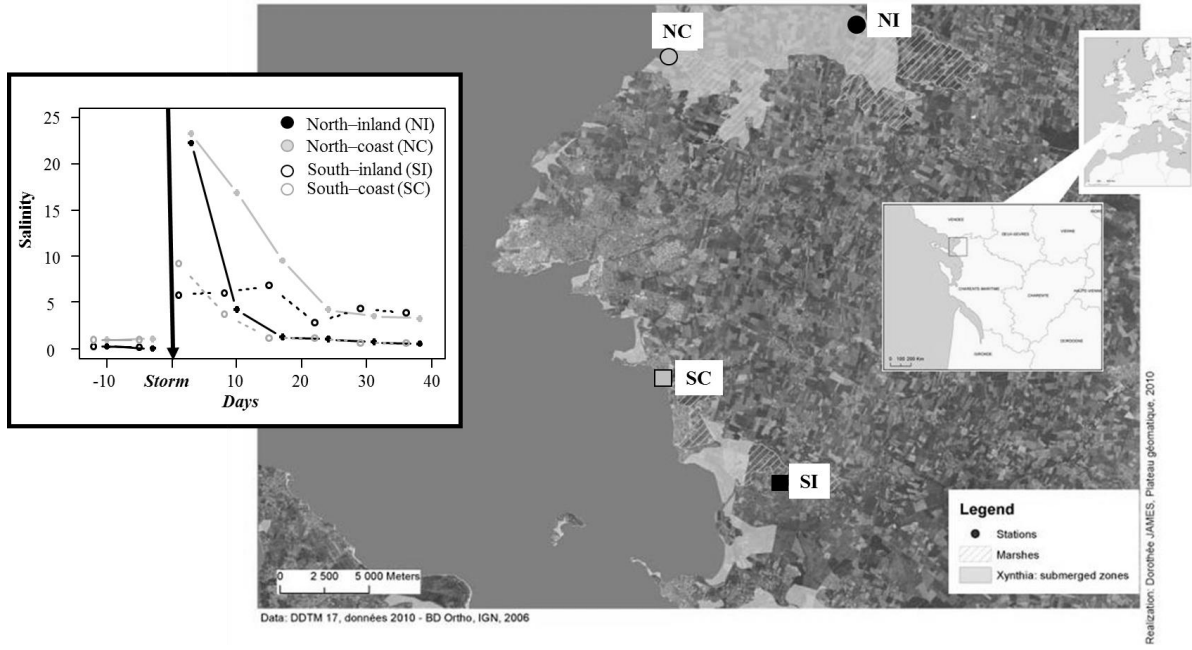 NC
NI
25
20
15
10
5
0
Salinity
North–inland (NI)
North–coast (NC)
South–inland (SI)
South–coast (SC)
-10
Storm
10
20
30
40
Days
VENDEE
DEUX-SEVRES
VIENNE
CHARENTE-MARITIME
CHARENTE
HAUTE-VIENNE
GIRONDE
DORDOGNE
SC
SI
Legend
Stations
Marshes
Xynthia: submerged zones
0 2 500 5 000 Meters
Data: DDTM 17, données 2010 - BD Ortho, IGN, 2006
Realization: Dorothée JAMES, Plateau géomatique, 2010